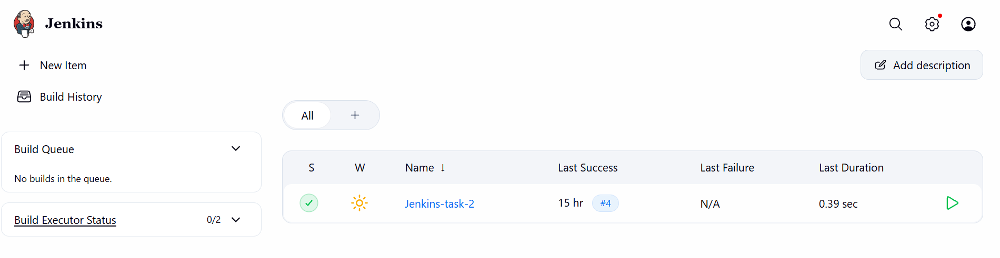 Jenkins
New Item
Add description
Build History
All
Build Queue
No builds in the queue.
Build Executor Status 0/2
S W Name ↓ Last Success Last Failure Last Duration
Jenkins-task-2 15 hr #4 N/A 0.39 sec